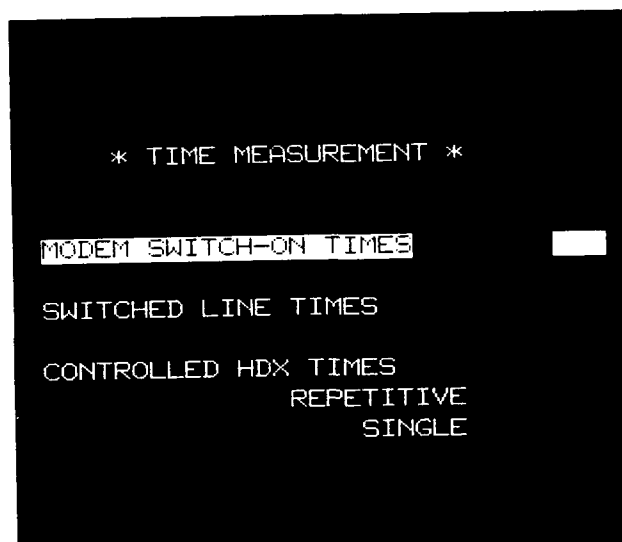 * TIME MEASUREMENT *
MODEM SWITCH-ON TIMES
SWITCHED LINE TIMES
CONTROLLED HDX TIMES
REPETITIVE
SINGLE